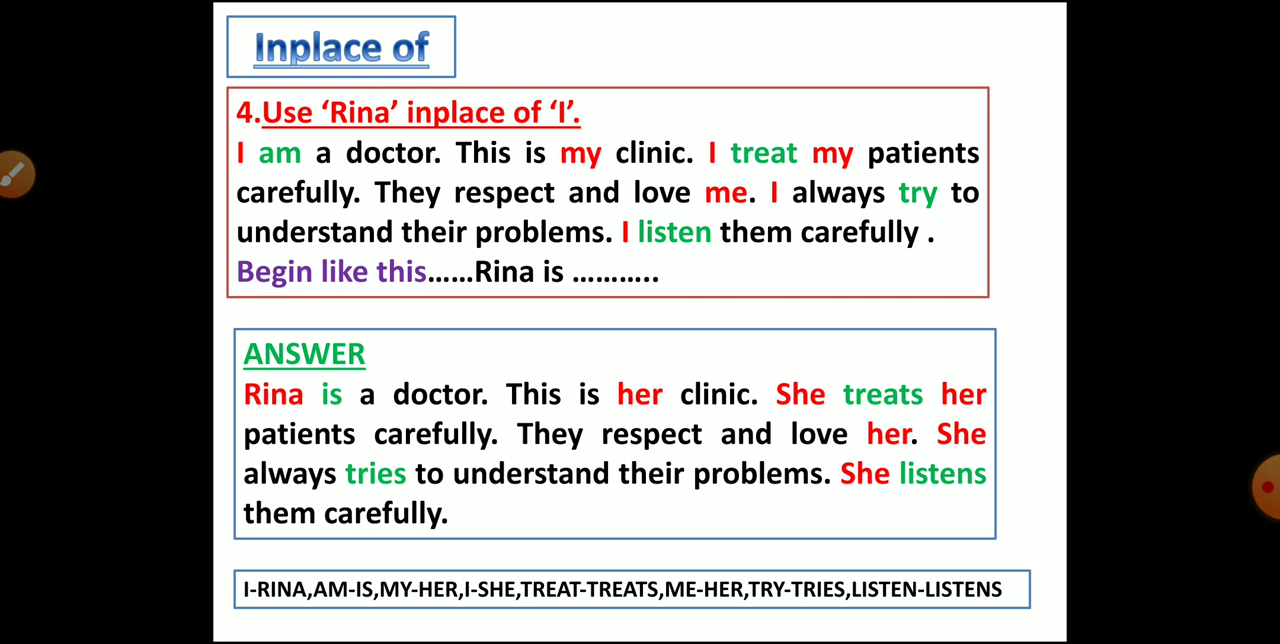 Inplace of
4.Use ‘Rina’ inplace of ‘I’.
I am a doctor. This is my clinic. I treat my patients
carefully. They respect and love me. I always try to
understand their problems. I listen them carefully .
Begin like this……Rina is ………..
ANSWER
Rina is a doctor. This is her clinic. She treats her
patients carefully. They respect and love her. She
always tries to understand their problems. She listens
them carefully.
I-RINA,AM-IS,MY-HER,I-SHE,TREAT-TREATS,ME-HER,TRY-TRIES,LISTEN-LISTENS